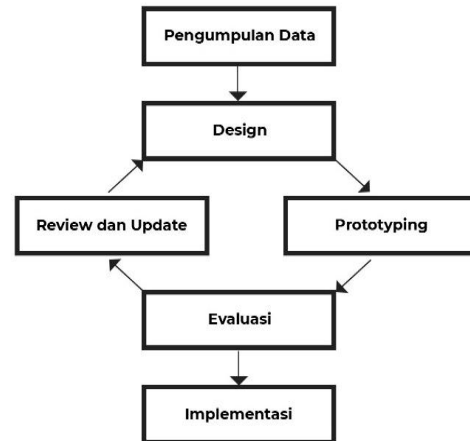 Pengumpulan Data
Design
Review dan Update
Prototyping
Evaluasi
Implementasi